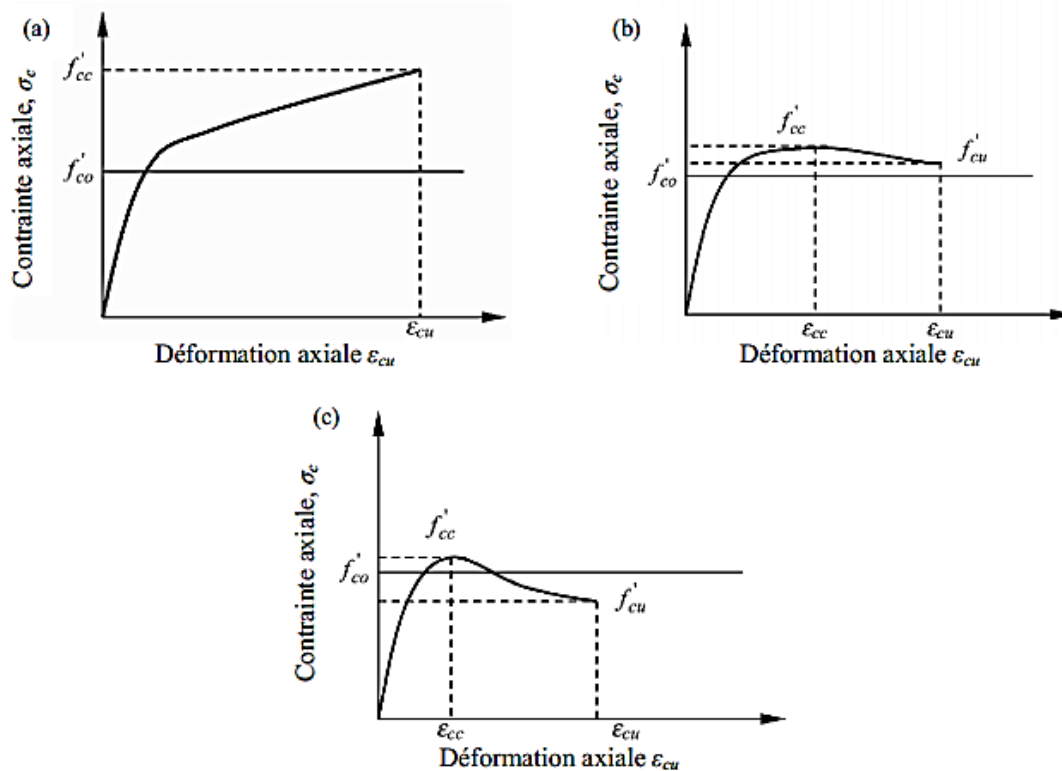 (a)
Contrainte axiale, σc
f'cc
f'co
εcu
Déformation axiale εcu
(b)
Contrainte axiale, σc
f'cc
f'cu
f'co
εcc
εcu
Déformation axiale εcu
(c)
Contrainte axiale, σc
f'cc
f'co
f'cu
εcc
εcu
Déformation axiale εcu